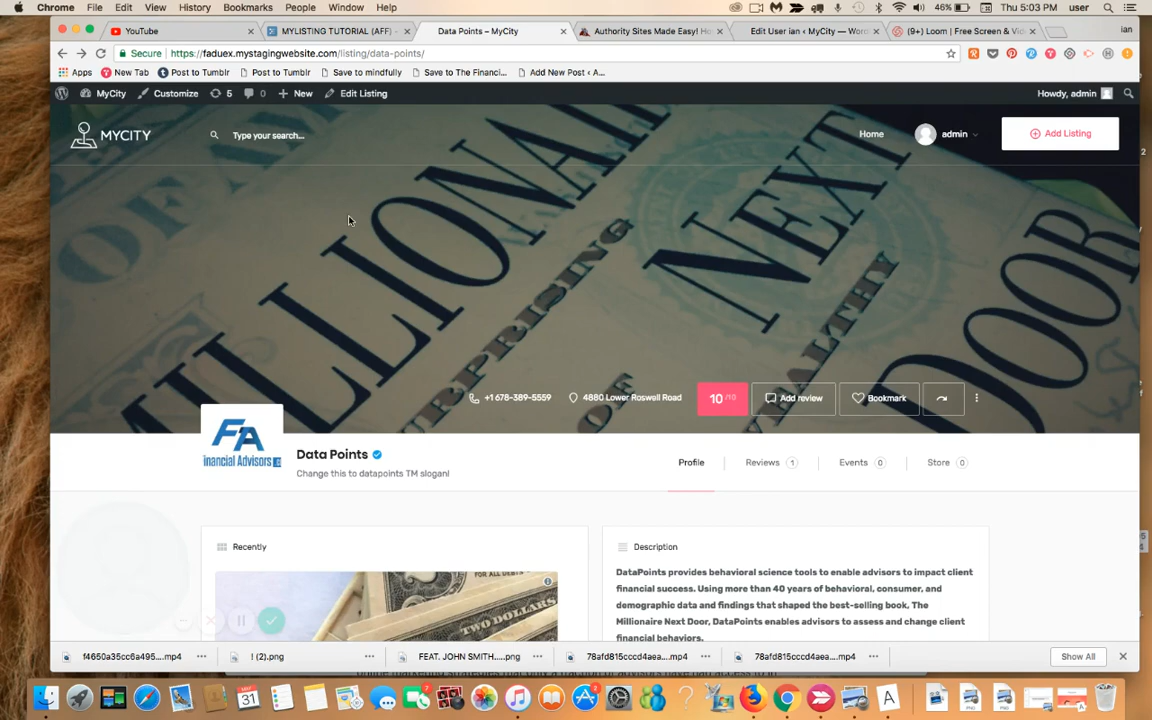 Chrome File Edit View History Bookmarks People Window Help 46% Thu 5:03 PM user
YouTube MYLISTING TUTORIAL (AFF) - Data Points – MyCity Authority Sites Made Easy! Ho Edit User ian ‹ MyCity — Wor (9+) Loom | Free Screen & Vid ian
Secure https://faduex.mystagingwebsite.com/listing/data-points/
Apps New Tab Post to Tumblr Post to Tumblr Save to mindfully Save to The Financi... Add New Post ‹ A...
MyCity Customize 5 0 New Edit Listing Howdy, admin
MYCITY Type your search... Home admin Add Listing
MILLIONAI NEXT DOOR
+1 678-389-5559 4880 Lower Roswell Road 10 /10 Add review Bookmark
FA
inancial Advisors
Data Points
Change this to datapoints TM slogan!
Profile Reviews 1 Events 0 Store 0
Recently
FOR ALL DEBTS
TWO DOLLARS
Description
DataPoints provides behavioral science tools to enable advisors to impact client
financial success. Using more than 40 years of behavioral, consumer, and
demographic data and findings that shaped the best-selling book, The
Millionaire Next Door, DataPoints enables advisors to assess and change client
financial behaviors.
f4650a35cc6a495....mp4 ! (2).png FEAT. JOHN SMITH.....png 78afd815cccd4aea....mp4 78afd815cccd4aea....mp4 Show All